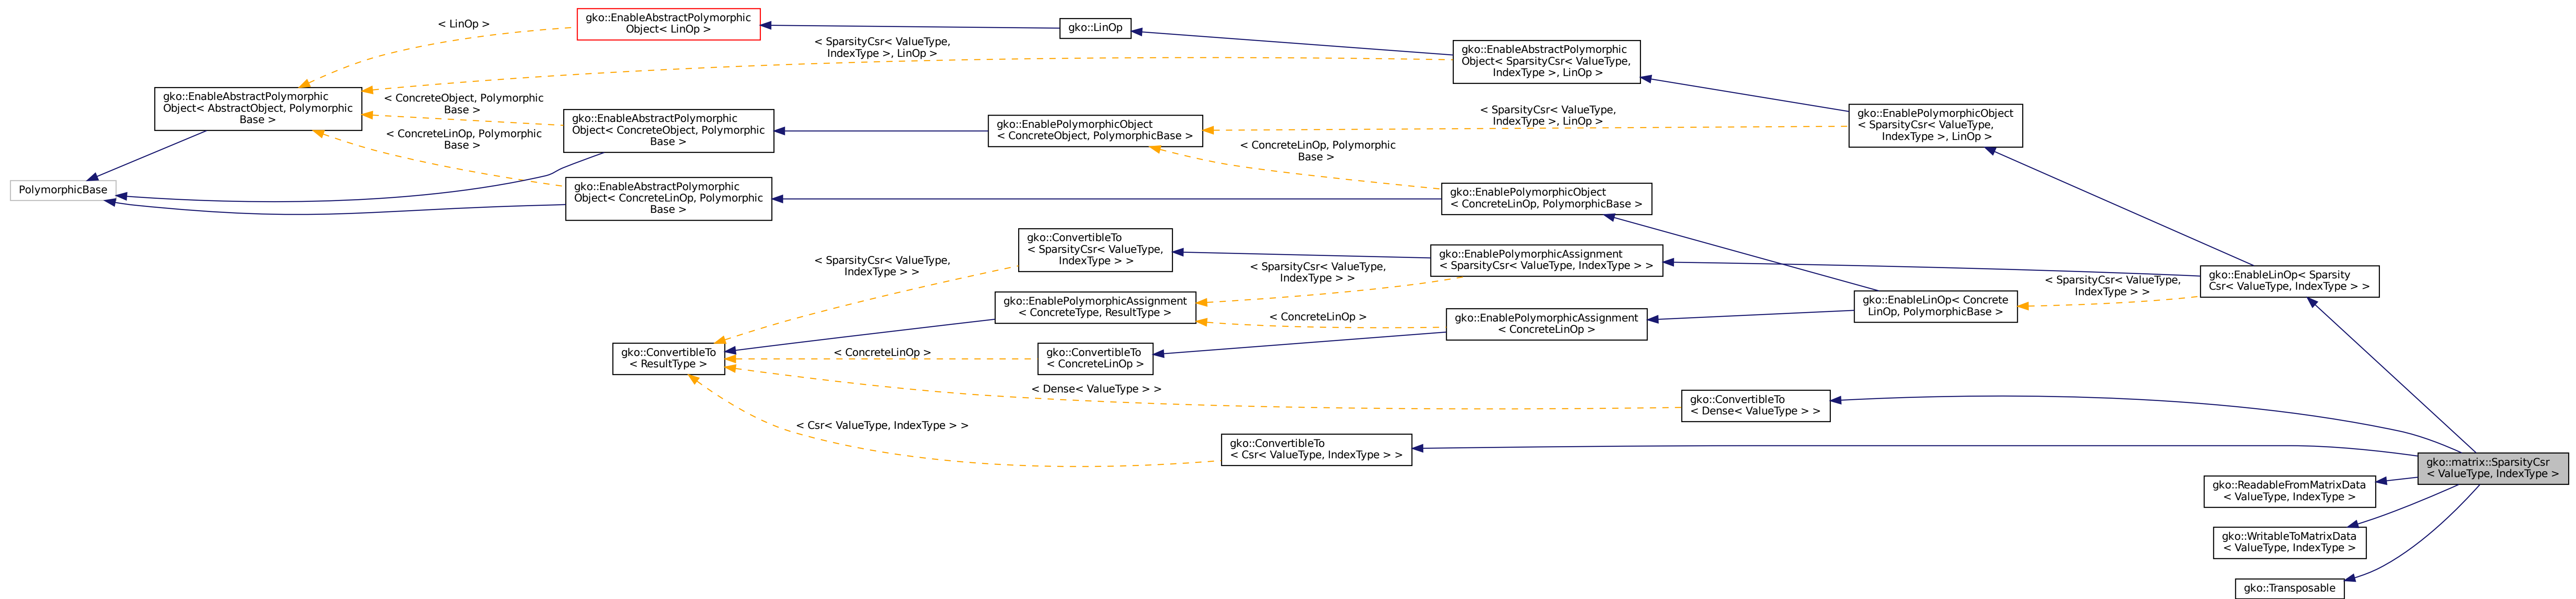 < LinOp >
gko::EnableAbstractPolymorphic
Object< LinOp >
gko::LinOp
< SparsityCsr< ValueType,
IndexType >, LinOp >
gko::EnableAbstractPolymorphic
Object< SparsityCsr< ValueType,
IndexType >, LinOp >
gko::EnableAbstractPolymorphic
Object< AbstractObject, Polymorphic
Base >
< ConcreteObject, Polymorphic
Base >
< ConcreteLinOp, Polymorphic
Base >
gko::EnableAbstractPolymorphic
Object< ConcreteObject, Polymorphic
Base >
gko::EnablePolymorphicObject
< ConcreteObject, PolymorphicBase >
< SparsityCsr< ValueType,
IndexType >, LinOp >
gko::EnablePolymorphicObject
< SparsityCsr< ValueType,
IndexType >, LinOp >
< ConcreteLinOp, Polymorphic
Base >
PolymorphicBase
gko::EnableAbstractPolymorphic
Object< ConcreteLinOp, Polymorphic
Base >
gko::EnablePolymorphicObject
< ConcreteLinOp, PolymorphicBase >
gko::ConvertibleTo
< SparsityCsr< ValueType,
IndexType > >
< SparsityCsr< ValueType,
IndexType > >
gko::EnablePolymorphicAssignment
< SparsityCsr< ValueType, IndexType > >
< SparsityCsr< ValueType,
IndexType > >
gko::EnableLinOp< Sparsity
Csr< ValueType, IndexType > >
< SparsityCsr< ValueType,
IndexType > >
gko::EnablePolymorphicAssignment
< ConcreteType, ResultType >
< ConcreteLinOp >
gko::EnablePolymorphicAssignment
< ConcreteLinOp >
gko::EnableLinOp< Concrete
LinOp, PolymorphicBase >
gko::ConvertibleTo
< ResultType >
< ConcreteLinOp >
gko::ConvertibleTo
< ConcreteLinOp >
< Dense< ValueType > >
gko::ConvertibleTo
< Dense< ValueType > >
< Csr< ValueType, IndexType > >
gko::ConvertibleTo
< Csr< ValueType, IndexType > >
gko::matrix::SparsityCsr
< ValueType, IndexType >
gko::ReadableFromMatrixData
< ValueType, IndexType >
gko::WritableToMatrixData
< ValueType, IndexType >
gko::Transposable